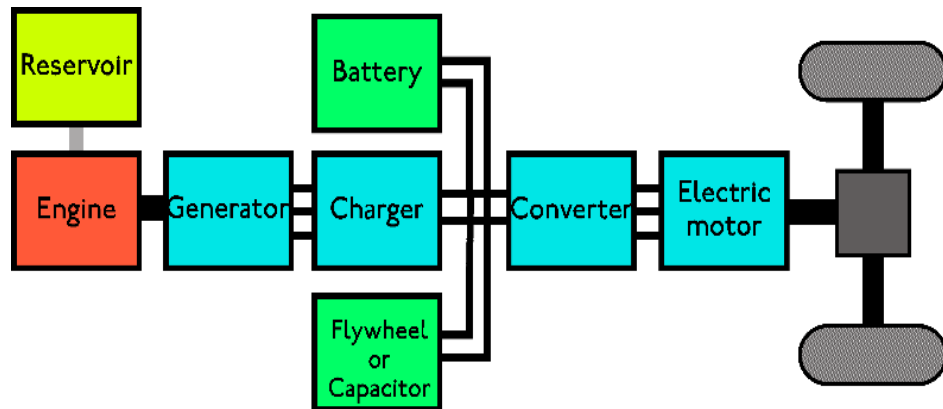 Reservoir
Battery
Engine
Generator
Charger
Converter
Electric
motor
Flywheel
or
Capacitor